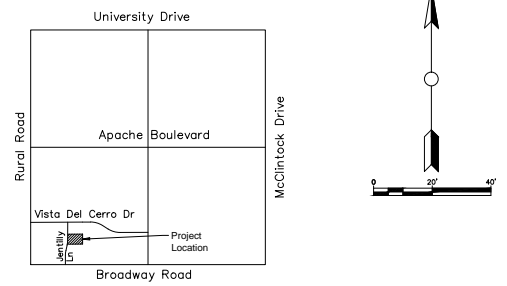 University Drive
Rural Road
Apache Boulevard
McClintock Drive
0 20' 40'
Vista Del Cerro Dr
Jentilly
Ln
Project
Location
Broadway Road